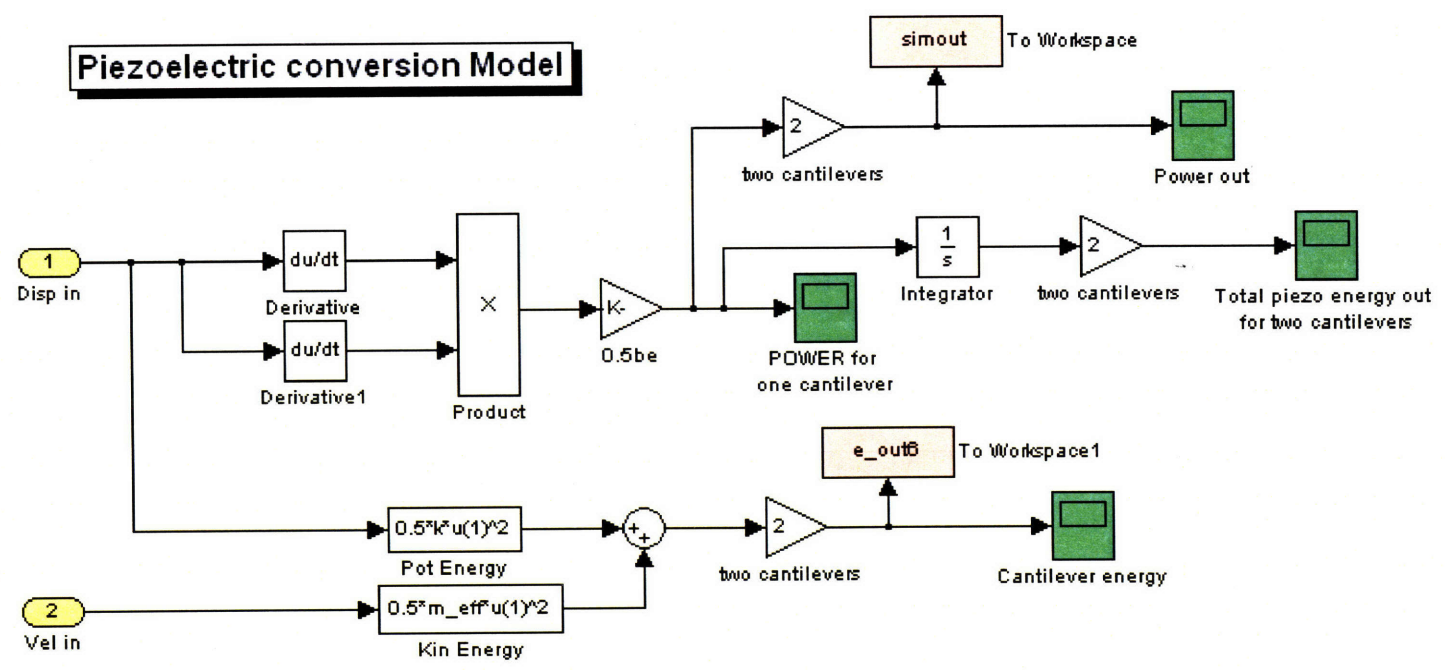 Piezoelectric conversion Model
simout
To Workspace
2
two cantilevers
Power out
1
Disp in
du/dt
Derivative
du/dt
Derivative1
X
Product
-K-
0.5be
POWER for
one cantilever
1
s
Integrator
2
two cantilevers
Total piezo energy out
for two cantilevers
e_out6
To Workspace1
0.5*k*u(1)^2
Pot Energy
+
+
2
two cantilevers
Cantilever energy
2
Vel in
0.5*m_eff*u(1)^2
Kin Energy